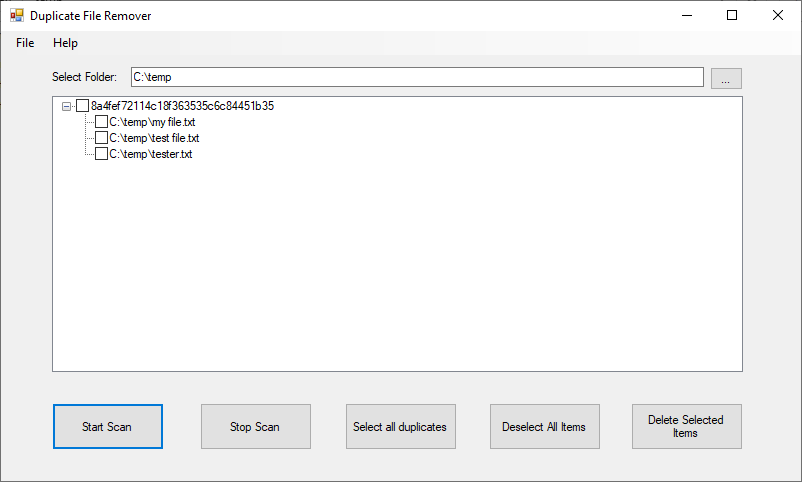 Duplicate File Remover
File Help
Select Folder: C:\temp ...
8a4fef72114c18f363535c6c84451b35
C:\temp\my file.txt
C:\temp\test file.txt
C:\temp\tester.txt
Start Scan
Stop Scan
Select all duplicates
Deselect All Items
Delete Selected
Items